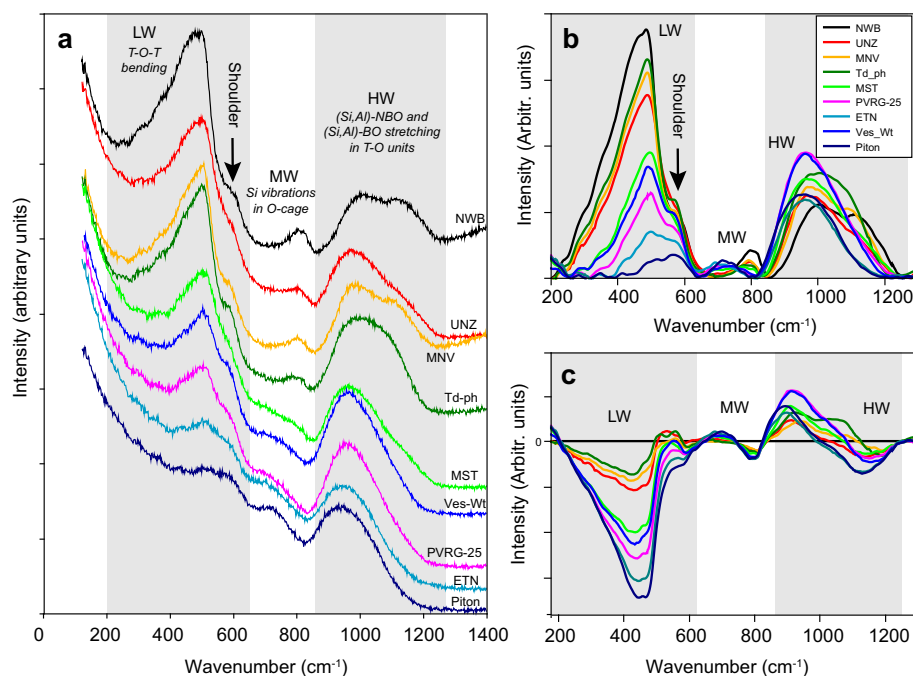 a
LW
T-O-T
bending
Shoulder
MW
Si vibrations
in O-cage
HW
(Si,Al)-NBO and
(Si,Al)-BO stretching
in T-O units
NWB
UNZ
MNV
Td-ph
MST
Ves-Wt
PVRG-25
ETN
Piton
Intensity (arbitrary units)
0 200 400 600 800 1000 1200 1400
Wavenumber (cm-1)
b
LW
Shoulder
MW
HW
NWB
UNZ
MNV
Td_ph
MST
PVRG-25
ETN
Ves_Wt
Piton
Intensity (Arbitr. units)
200 400 600 800 1000 1200
Wavenumber (cm-1)
c
LW
MW
HW
0
Intensity (Arbitr. units)
200 400 600 800 1000 1200
Wavenumber (cm-1)